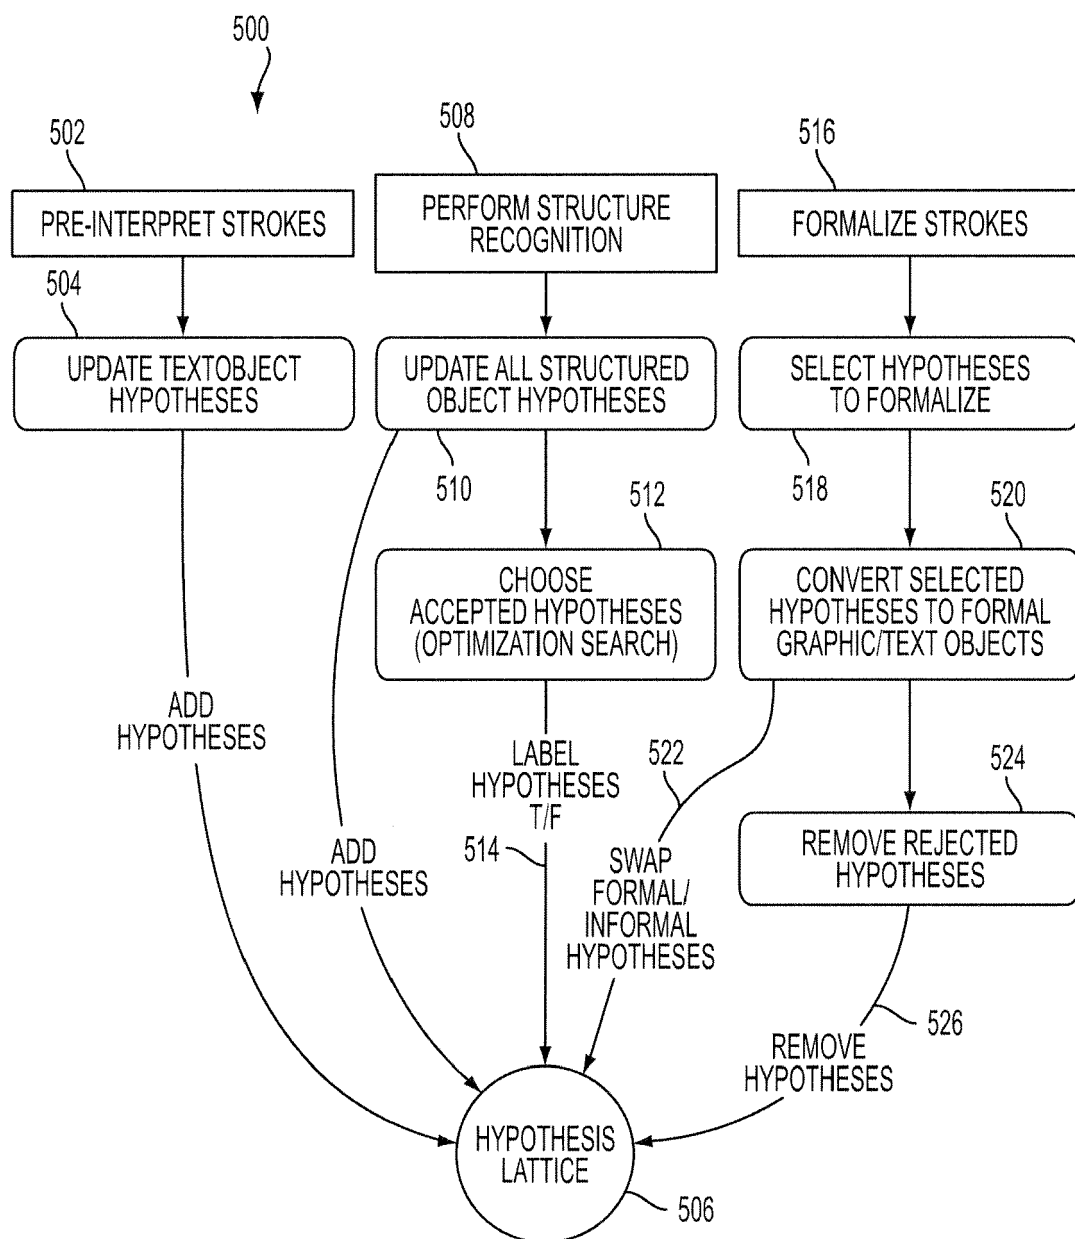 500
502
508
516
PRE-INTERPRET STROKES
PERFORM STRUCTURE
RECOGNITION
FORMALIZE STROKES
504
UPDATE TEXTOBJECT
HYPOTHESES
UPDATE ALL STRUCTURED
OBJECT HYPOTHESES
SELECT HYPOTHESES
TO FORMALIZE
510
512
518
520
CHOOSE
ACCEPTED HYPOTHESES
(OPTIMIZATION SEARCH)
CONVERT SELECTED
HYPOTHESES TO FORMAL
GRAPHIC/TEXT OBJECTS
ADD
HYPOTHESES
LABEL
HYPOTHESES
T/F
514
522
524
ADD
HYPOTHESES
SWAP
FORMAL/
INFORMAL
HYPOTHESES
REMOVE REJECTED
HYPOTHESES
526
REMOVE
HYPOTHESES
HYPOTHESIS
LATTICE
506